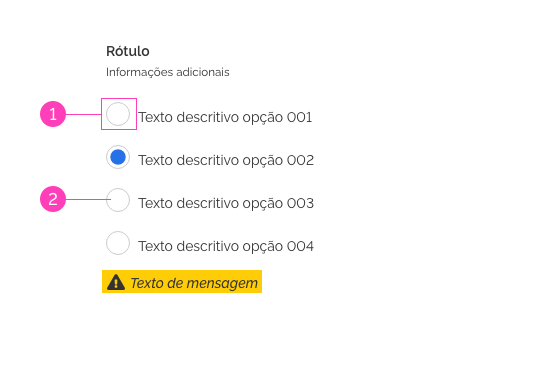 Rótulo
Informações adicionais
1 Texto descritivo opção 001
Texto descritivo opção 002
2 Texto descritivo opção 003
Texto descritivo opção 004
Texto de mensagem